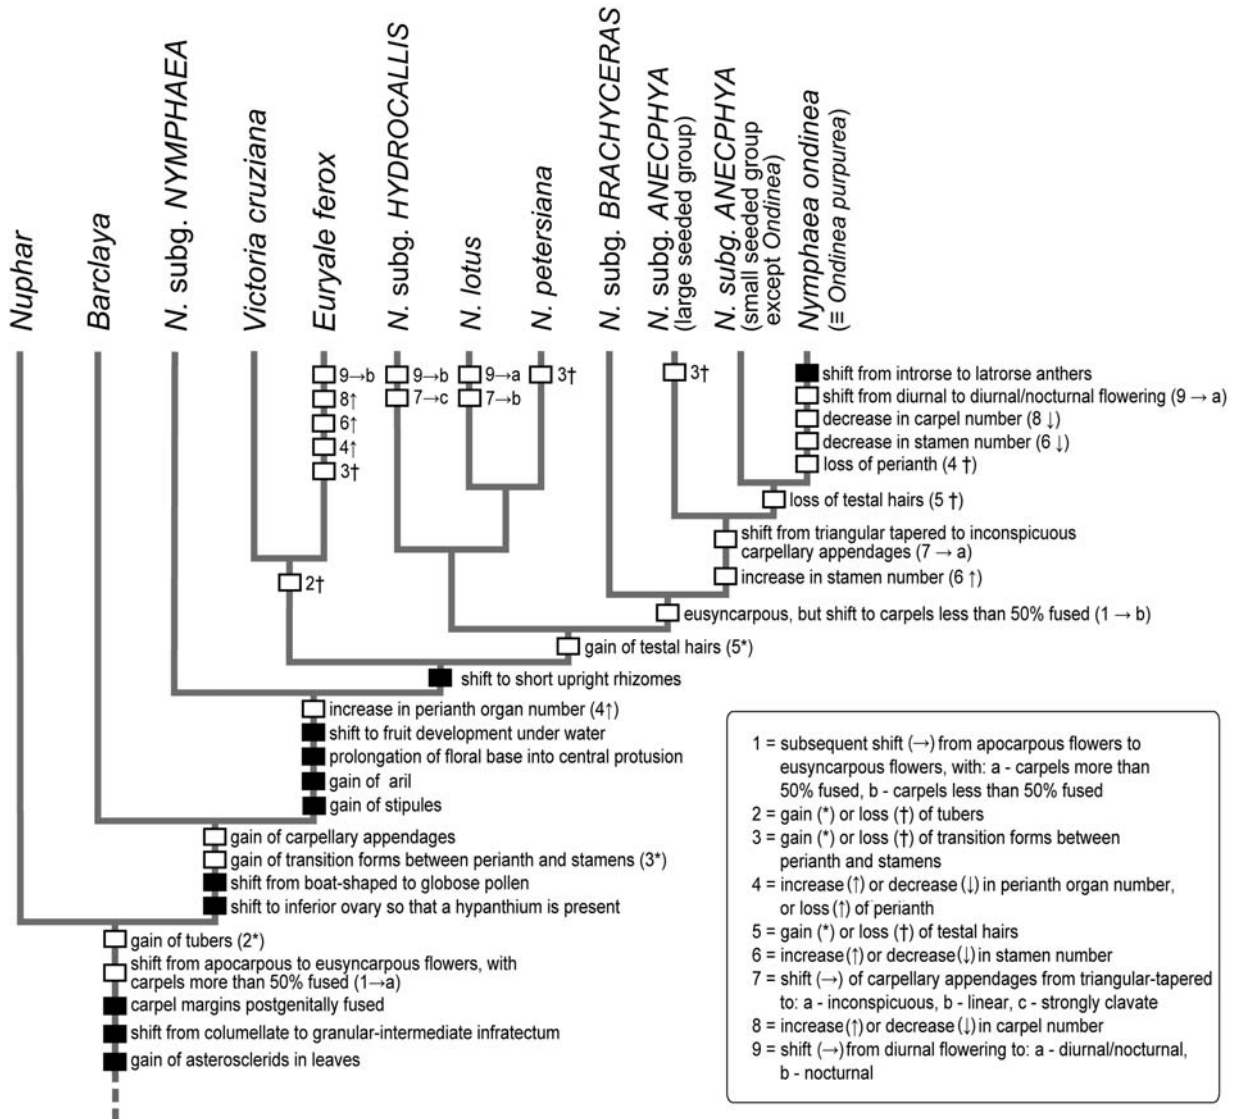 Nuphar
Barclaya
N. subg. NYMPHAEA
Victoria cruziana
Euryale ferox
N. subg. HYDROCALLIS
N. lotus
N. petersiana
N. subg. BRACHYCERAS
N. subg. ANECPHYA
(large seeded group)
N. subg. ANECPHYA
(small seeded group
except Ondinea)
Nymphaea ondinea
(≡ Ondinea purpurea)
9→b
8↑
6↑
4↑
3†
9→b
7→c
9→a
7→b
3†
3†
shift from introrse to latrorse anthers
shift from diurnal to diurnal/nocturnal flowering (9 → a)
decrease in carpel number (8 ↓)
decrease in stamen number (6 ↓)
loss of perianth (4 †)
loss of testal hairs (5 †)
shift from triangular tapered to inconspicuous
carpellary appendages (7 → a)
increase in stamen number (6 ↑)
2†
eusyncarpous, but shift to carpels less than 50% fused (1 → b)
gain of testal hairs (5*)
shift to short upright rhizomes
increase in perianth organ number (4↑)
shift to fruit development under water
prolongation of floral base into central protusion
gain of aril
gain of stipules
gain of carpellary appendages
gain of transition forms between perianth and stamens (3*)
shift from boat-shaped to globose pollen
shift to inferior ovary so that a hypanthium is present
gain of tubers (2*)
shift from apocarpous to eusyncarpous flowers, with
carpels more than 50% fused (1→a)
carpel margins postgenitally fused
shift from columellate to granular-intermediate infratectum
gain of asterosclerids in leaves
1 = subsequent shift (→) from apocarpous flowers to
eusyncarpous flowers, with: a - carpels more than
50% fused, b - carpels less than 50% fused
2 = gain (*) or loss (†) of tubers
3 = gain (*) or loss (†) of transition forms between
perianth and stamens
4 = increase (↑) or decrease (↓) in perianth organ number,
or loss (↑) of perianth
5 = gain (*) or loss (†) of testal hairs
6 = increase (↑) or decrease (↓) in stamen number
7 = shift (→) of carpellary appendages from triangular-tapered
to: a - inconspicuous, b - linear, c - strongly clavate
8 = increase (↑) or decrease (↓) in carpel number
9 = shift (→) from diurnal flowering to: a - diurnal/nocturnal,
b - nocturnal